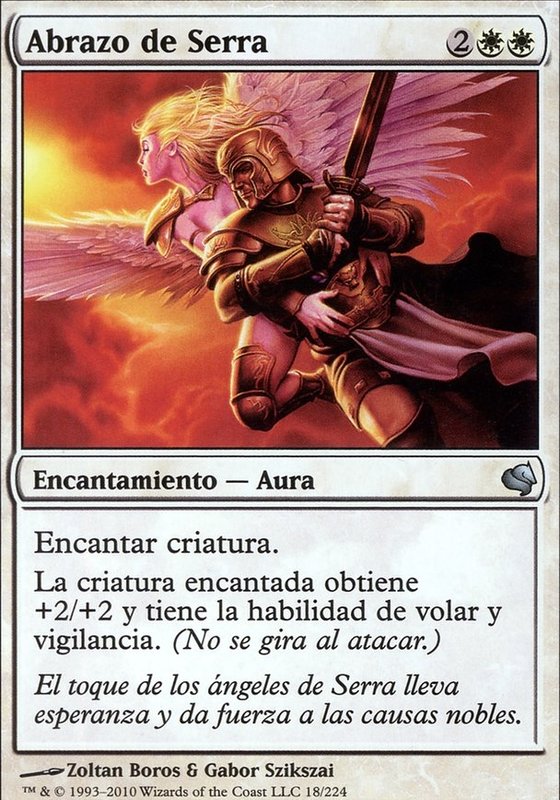 Abrazo de Serra 2
Encantamiento — Aura
Encantar criatura.
La criatura encantada obtiene
+2/+2 y tiene la habilidad de volar y
vigilancia. (No se gira al atacar.)
El toque de los ángeles de Serra lleva
esperanza y da fuerza a las causas nobles.
Zoltan Boros & Gabor Szikszai
™ & © 1993–2010 Wizards of the Coast LLC 18/224